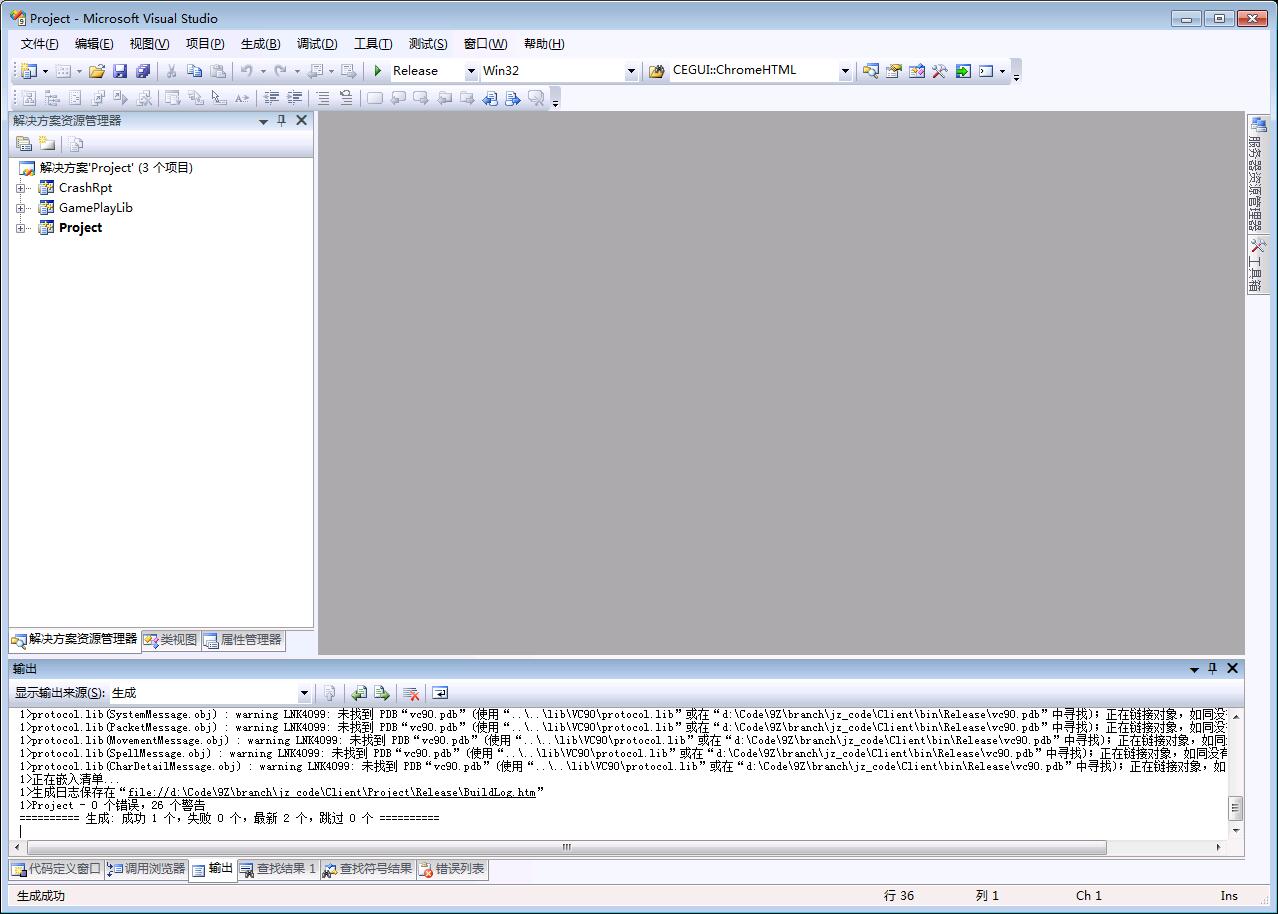 Project - Microsoft Visual Studio
文件(F) 编辑(E) 视图(V) 项目(P) 生成(B) 调试(D) 工具(T) 测试(S) 窗口(W) 帮助(H)
Release Win32 CEGUI::ChromeHTML
解决方案资源管理器
解决方案'Project' (3 个项目)
CrashRpt
GamePlayLib
Project
服务器资源管理器
工具箱
解决方案资源管理器 类视图 属性管理器
输出
显示输出来源(S): 生成
1>protocol.lib(SystemMessage.obj) : warning LNK4099: 未找到 PDB“vc90.pdb”(使用“..\..\lib\VC90\protocol.lib”或在“d:\Code\9Z\branch\jz_code\Client\bin\Release\vc90.pdb”中寻找)；正在链接对象，如同没
1>protocol.lib(PacketMessage.obj) : warning LNK4099: 未找到 PDB“vc90.pdb”(使用“..\..\lib\VC90\protocol.lib”或在“d:\Code\9Z\branch\jz_code\Client\bin\Release\vc90.pdb”中寻找)；正在链接对象，如同没
1>protocol.lib(MovementMessage.obj) : warning LNK4099: 未找到 PDB“vc90.pdb”(使用“..\..\lib\VC90\protocol.lib”或在“d:\Code\9Z\branch\jz_code\Client\bin\Release\vc90.pdb”中寻找)；正在链接对象，如同
1>protocol.lib(SpellMessage.obj) : warning LNK4099: 未找到 PDB“vc90.pdb”(使用“..\..\lib\VC90\protocol.lib”或在“d:\Code\9Z\branch\jz_code\Client\bin\Release\vc90.pdb”中寻找)；正在链接对象，如同没有
1>protocol.lib(CharDetailMessage.obj) : warning LNK4099: 未找到 PDB“vc90.pdb”(使用“..\..\lib\VC90\protocol.lib”或在“d:\Code\9Z\branch\jz_code\Client\bin\Release\vc90.pdb”中寻找)；正在链接对象，如
1>正在嵌入清单...
1>生成日志保存在“file://d:\Code\9Z\branch\jz_code\Client\Project\Release\BuildLog.htm”
1>Project - 0 个错误，26 个警告
========== 生成: 成功 1 个，失败 0 个，最新 2 个，跳过 0 个 ==========
代码定义窗口 调用浏览器 输出 查找结果 1 查找符号结果 错误列表
生成成功 行 36 列 1 Ch 1 Ins